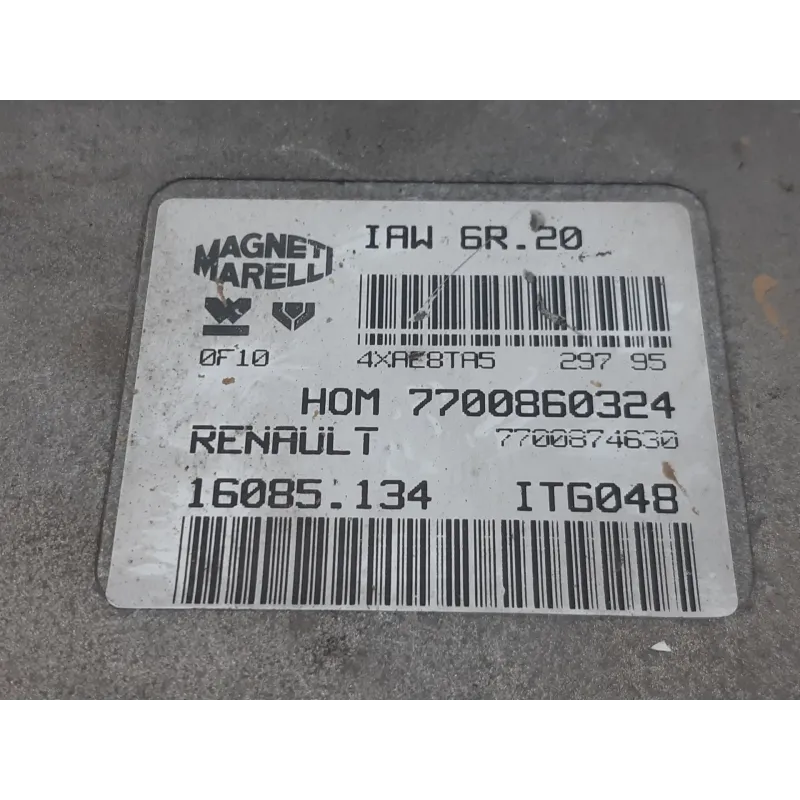 MAGNETI
MARELLI
IAW 6R.20
0F10
4XAE8TA5 297 95
HOM 7700860324
RENAULT 7700874630
16085.134 ITG048